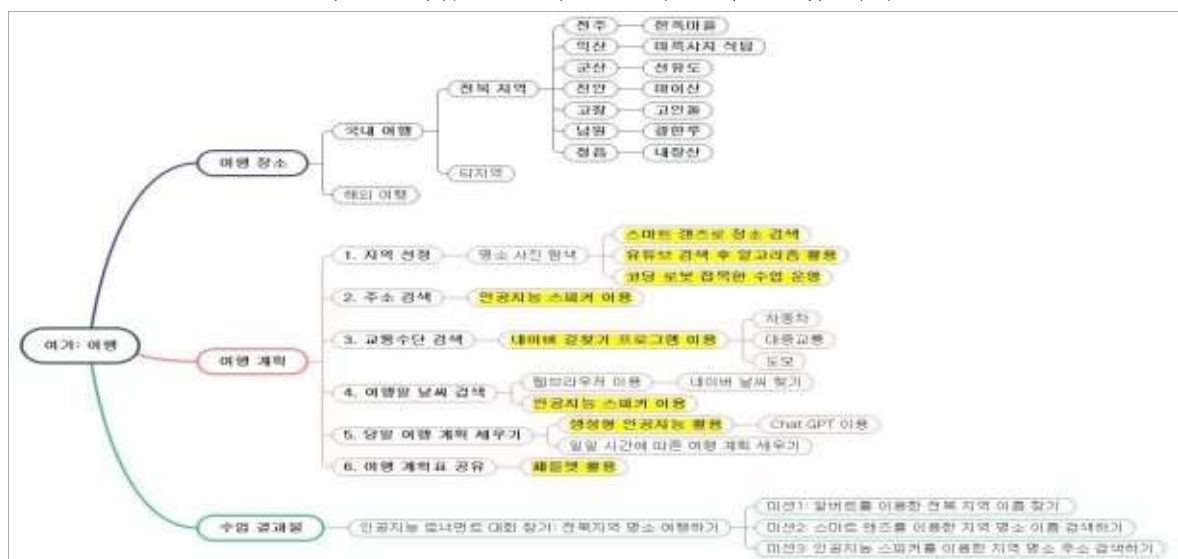 여가: 여행
여행 장소
국내 여행
전북 지역
전주
한옥마을
익산
미륵사지 석탑
군산
선유도
진안
마이산
고창
고인돌
남원
광한루
정읍
내장산
타지역
해외 여행
여행 계획
1. 지역 선정
명소 사진 탐색
스마트 렌즈로 장소 검색
유튜브 검색 후 알고리즘 활용
코딩 로봇 접목한 수업 운영
2. 주소 검색
인공지능 스피커 이용
3. 교통수단 검색
네이버 길찾기 프로그램 이용
자동차
대중교통
도보
4. 여행할 날씨 검색
웹브라우저 이용
네이버 날씨 찾기
인공지능 스피커 이용
5. 당일 여행 계획 세우기
생성형 인공지능 활용
Chat GPT 이용
일일 시간에 따른 여행 계획 세우기
6. 여행 계획표 공유
패들렛 활용
수업 결과물
인공지능 토너먼트 대회 참가: 전북지역 명소 여행하기
미션1: 알버트를 이용한 전북 지역 이름 찾기
미션2: 스마트 렌즈를 이용한 지역 명소 이름 검색하기
미션3: 인공지능 스피커를 이용한 지역 명소 주소 검색하기